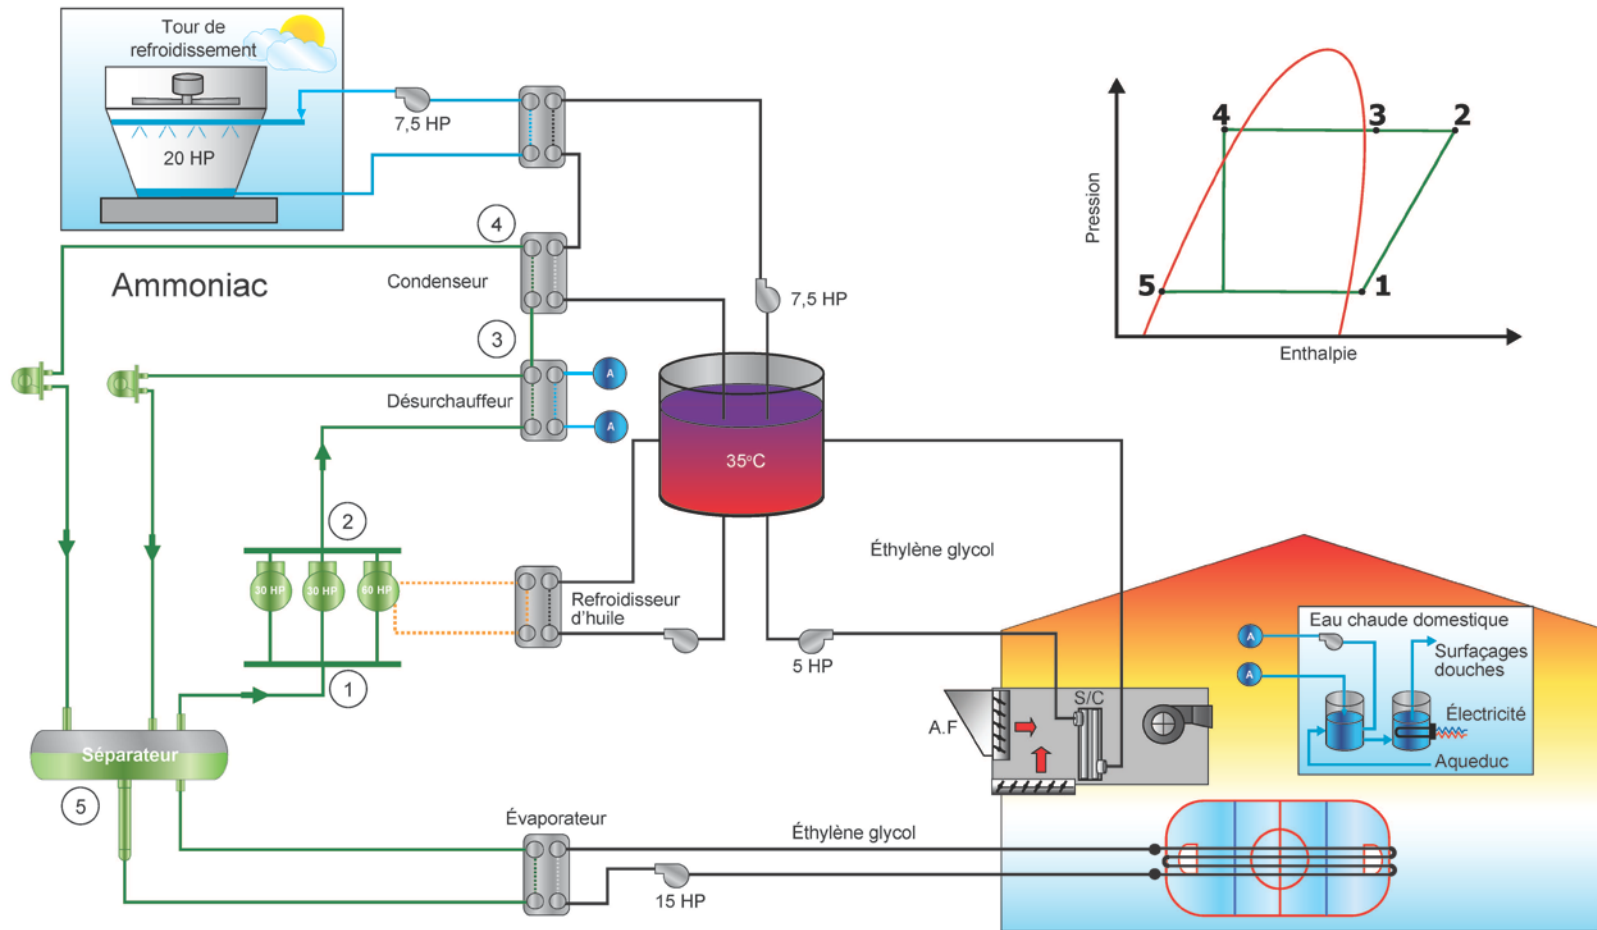 Tour de
refroidissement
20 HP
7,5 HP
7,5 HP
4
Condenseur
Ammoniac
3
Désurchauffeur
A
A
35°C
2
30 HP
30 HP
60 HP
1
Refroidisseur
d'huile
Éthylène glycol
5 HP
Séparateur
5
Évaporateur
Éthylène glycol
15 HP
A.F
S/C
Eau chaude domestique
A
A
Surfaçages
douches
Électricité
Aqueduc
Pression
Enthalpie
4
3
2
5
1